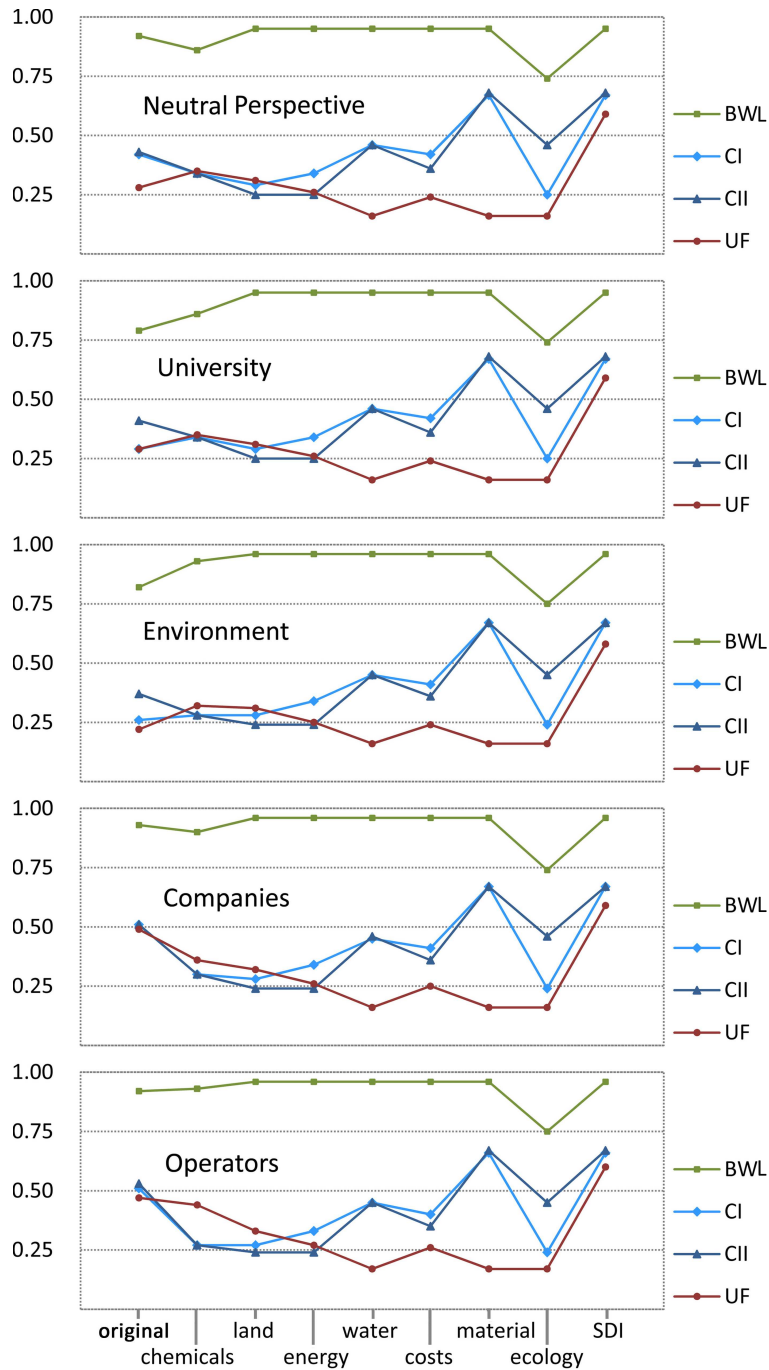 1.00
0.75
Neutral Perspective
BWL
0.50
CI
0.25
CII
UF
1.00
0.75
University
BWL
0.50
CI
0.25
CII
UF
1.00
0.75
Environment
BWL
0.50
CI
0.25
CII
UF
1.00
0.75
Companies
BWL
0.50
CI
0.25
CII
UF
1.00
0.75
Operators
BWL
0.50
CI
0.25
CII
UF
original land water material SDI
chemicals energy costs ecology